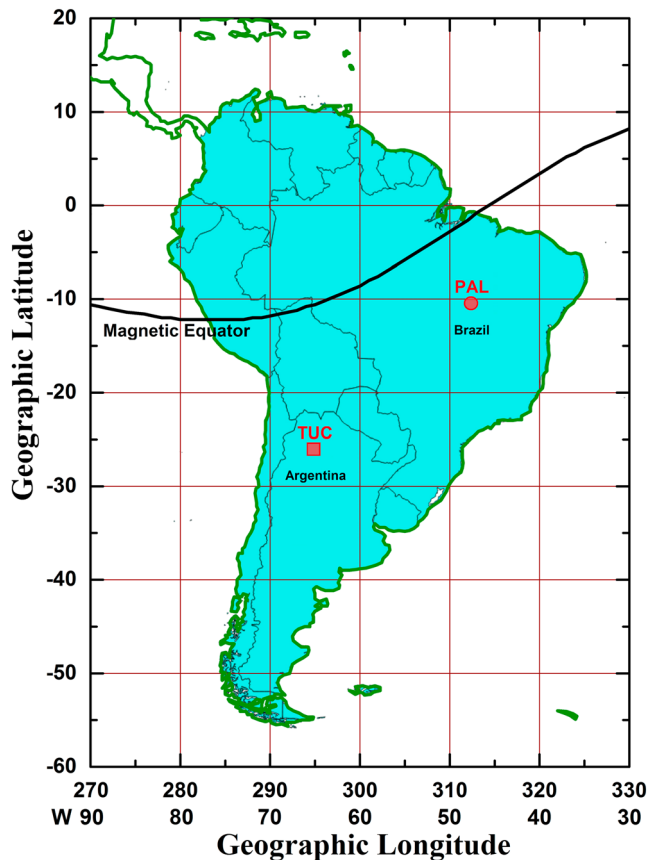 20
10
0
-10
-20
-30
-40
-50
-60
Geographic Latitude
PAL
Magnetic Equator
Brazil
TUC
Argentina
270 280 290 300 310 320 330
W 90 80 70 60 50 40 30
Geographic Longitude